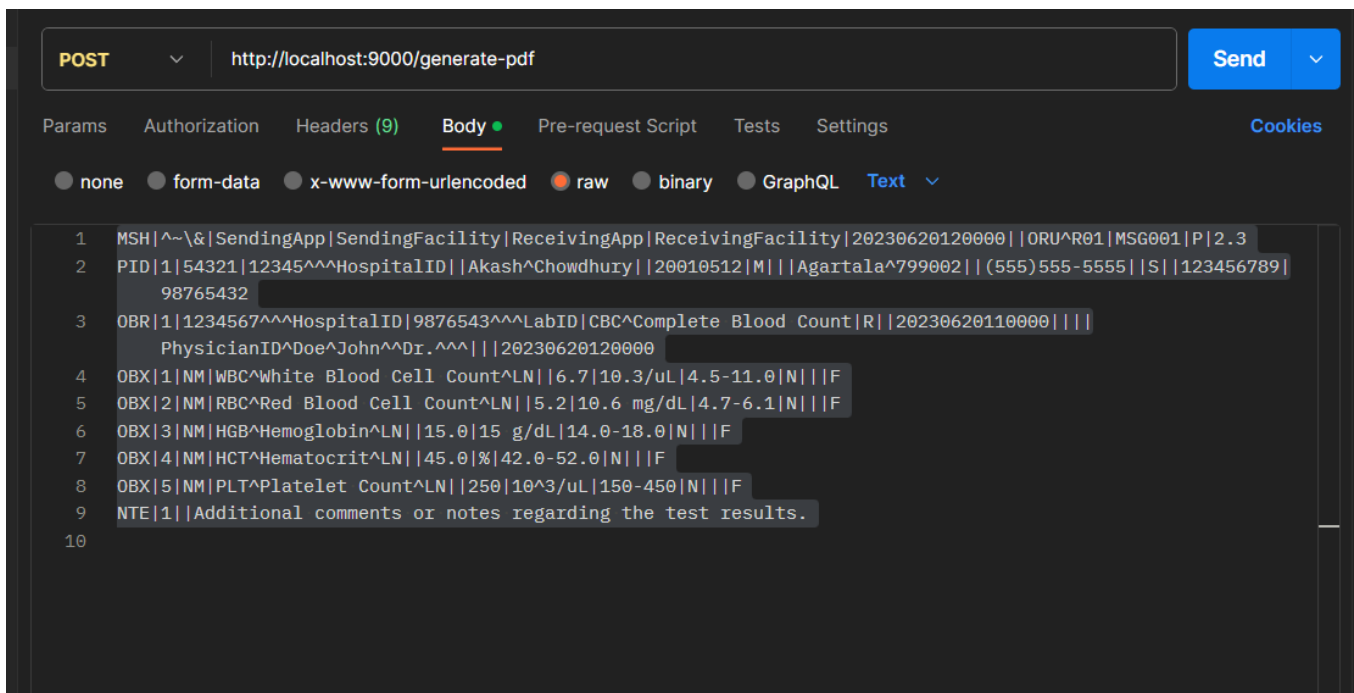 POST http://localhost:9000/generate-pdf Send
Params Authorization Headers (9) Body Pre-request Script Tests Settings Cookies
none form-data x-www-form-urlencoded raw binary GraphQL Text
1 MSH|^~\&|SendingApp|SendingFacility|ReceivingApp|ReceivingFacility|20230620120000||ORU^R01|MSG001|P|2.3
2 PID|1|54321|12345^^^HospitalID||Akash^Chowdhury||20010512|M|||Agartala^799002||(555)555-5555||S||123456789|
98765432
3 OBR|1|1234567^^^HospitalID|9876543^^^LabID|CBC^Complete Blood Count|R||20230620110000||||
PhysicianID^Doe^John^^Dr.^^^|||20230620120000
4 OBX|1|NM|WBC^White Blood Cell Count^LN||6.7|10.3/uL|4.5-11.0|N|||F
5 OBX|2|NM|RBC^Red Blood Cell Count^LN||5.2|10.6 mg/dL|4.7-6.1|N|||F
6 OBX|3|NM|HGB^Hemoglobin^LN||15.0|15 g/dL|14.0-18.0|N|||F
7 OBX|4|NM|HCT^Hematocrit^LN||45.0|%|42.0-52.0|N|||F
8 OBX|5|NM|PLT^Platelet Count^LN||250|10^3/uL|150-450|N|||F
9 NTE|1||Additional comments or notes regarding the test results.
10